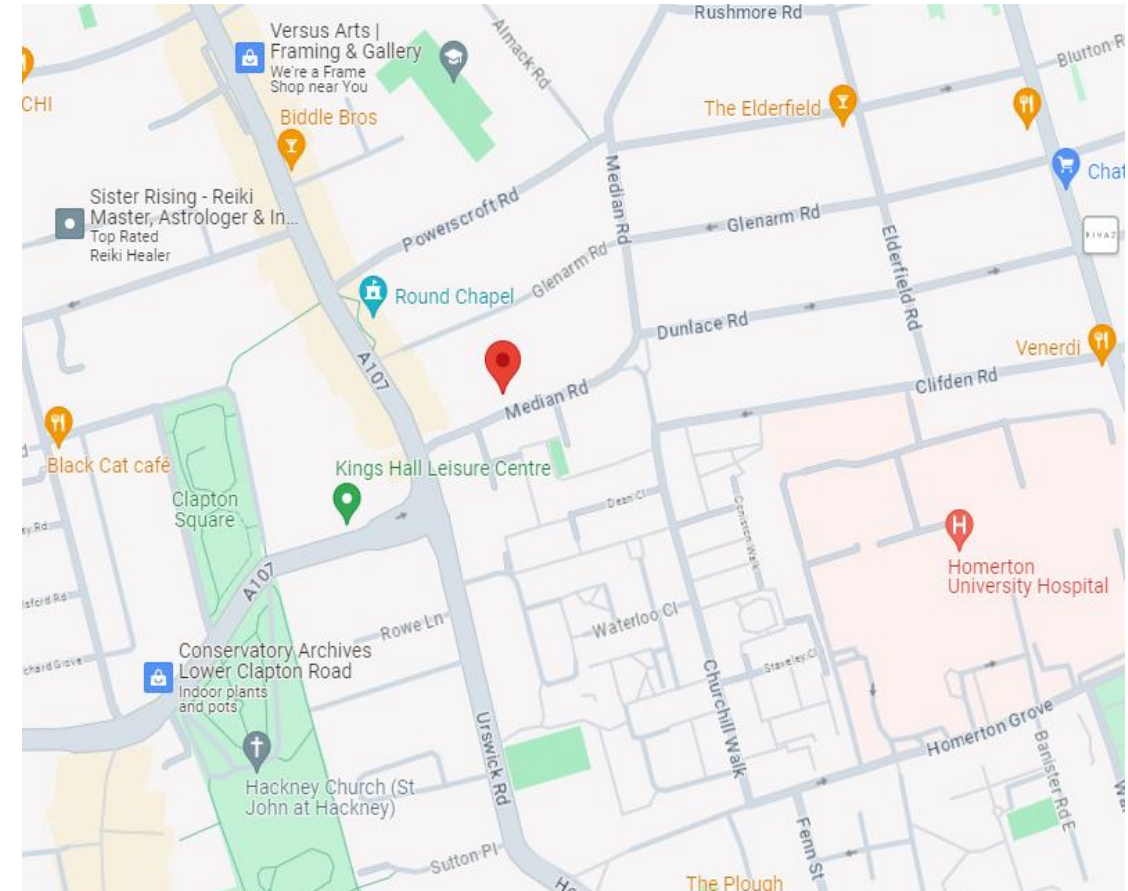 Rushmore Rd
Versus Arts |
Framing & Gallery
We're a Frame
Shop near You
Almack Rd
Blurton R
CHI
Biddle Bros
The Elderfield
Chat
Sister Rising - Reiki
Master, Astrologer & In...
Top Rated
Reiki Healer
Powerscroft Rd
Median Rd
Glenarm Rd
Elderfield Rd
Glenarm Rd
Round Chapel
Dunlace Rd
Venerdi
A107
Clifden Rd
Median Rd
Black Cat café
Kings Hall Leisure Centre
Clapton
Square
Dean Cl
Coniston Walk
H
Homerton
University Hospital
ey Rd
A107
Rowe Ln
Waterloo Cl
Conservatory Archives
Lower Clapton Road
Indoor plants
and pots
Staveley Cl
Churchill Walk
Urswick Rd
Homerton Grove
Banister Rd E
Hackney Church (St
John at Hackney)
Sutton Pl
Fenn St
The Plough